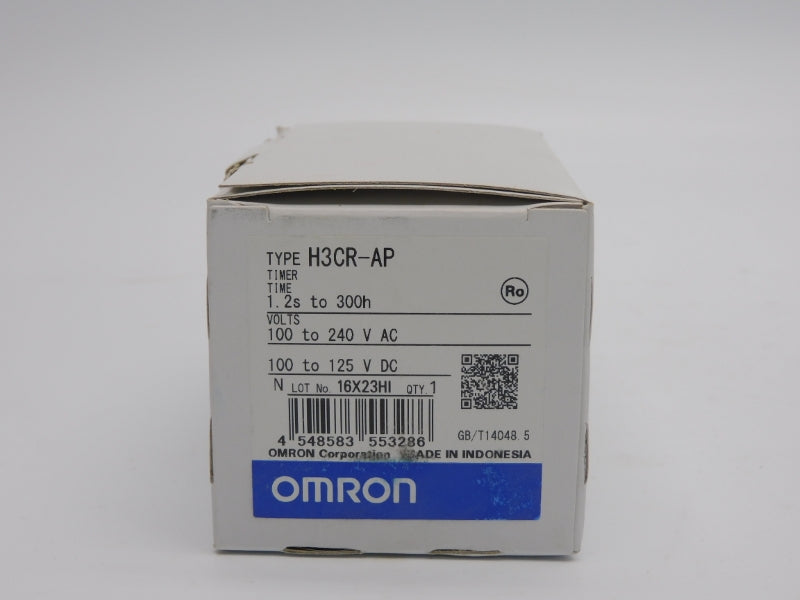 TYPE H3CR-AP
TIMER
TIME
1.2s to 300h
Ro
VOLTS
100 to 240 V AC
100 to 125 V DC
N LOT No. 16X23HI QTY. 1
4 548583 553286
GB/T14048.5
OMRON Corporation MADE IN INDONESIA
OMRON